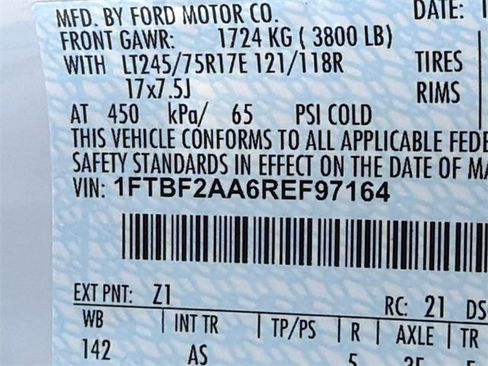 MFD. BY FORD MOTOR CO. DATE:
FRONT GAWR: 1724 KG ( 3800 LB)
WITH LT245/75R17E 121/118R TIRES
17x7.5J RIMS
AT 450 kPa/ 65 PSI COLD
THIS VEHICLE CONFORMS TO ALL APPLICABLE FEDE
SAFETY STANDARDS IN EFFECT ON THE DATE OF MA
VIN: 1FTBF2AA6REF97164
EXT PNT: Z1 RC: 21 DS
WB INT TR TP/PS R AXLE TR
142 AS 5